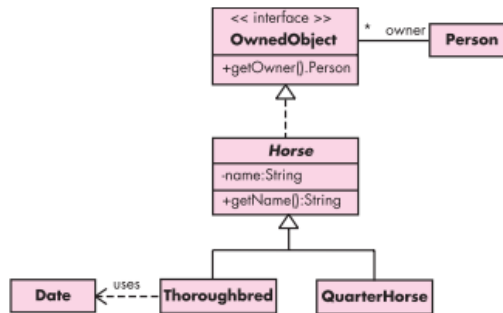 << interface >>
OwnedObject
* owner
Person
+getOwner().Person
Horse
-name:String
+getName():String
Date
uses
Thoroughbred
QuarterHorse